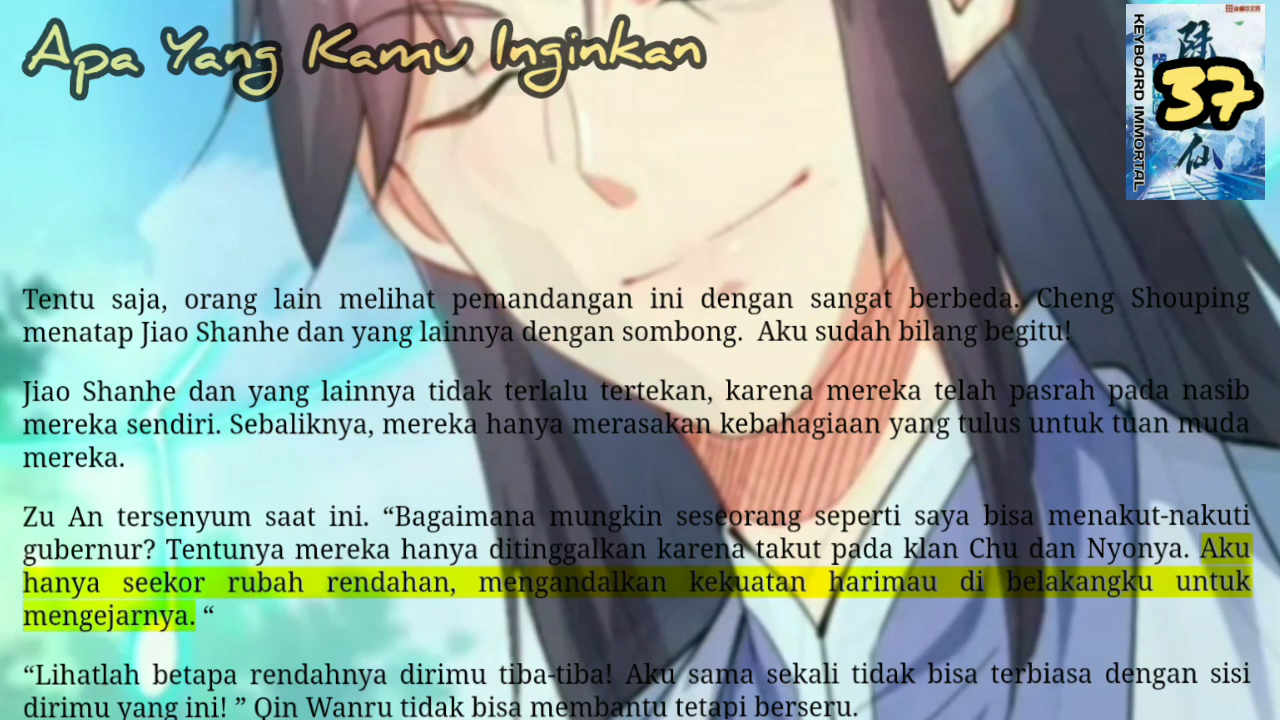 Apa Yang Kamu Inginkan
KEYBOARD IMMORTAL
37
仙
Tentu saja, orang lain melihat pemandangan ini dengan sangat berbeda. Cheng Shouping
menatap Jiao Shanhe dan yang lainnya dengan sombong. Aku sudah bilang begitu!
Jiao Shanhe dan yang lainnya tidak terlalu tertekan, karena mereka telah pasrah pada nasib
mereka sendiri. Sebaliknya, mereka hanya merasakan kebahagiaan yang tulus untuk tuan muda
mereka.
Zu An tersenyum saat ini. “Bagaimana mungkin seseorang seperti saya bisa menakut-nakuti
gubernur? Tentunya mereka hanya ditinggalkan karena takut pada klan Chu dan Nyonya. Aku
hanya seekor rubah rendahan, mengandalkan kekuatan harimau di belakangku untuk
mengejarnya. “
“Lihatlah betapa rendahnya dirimu tiba-tiba! Aku sama sekali tidak bisa terbiasa dengan sisi
dirimu yang ini! ” Qin Wanru tidak bisa membantu tetapi berseru.